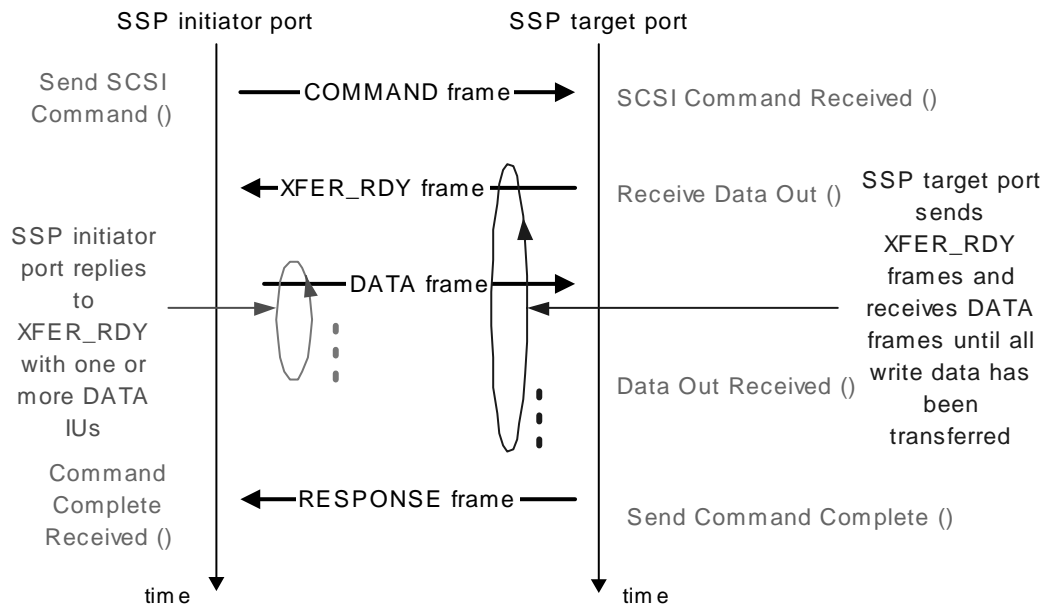 SSP initiator port
SSP target port
Send SCSI
Command ()
COMMAND frame
SCSI Command Received ()
XFER_RDY frame
Receive Data Out ()
SSP target port
sends
XFER_RDY
frames and
receives DATA
frames until all
write data has
been
transferred
SSP initiator
port replies
to
XFER_RDY
with one or
more DATA
IUs
DATA frame
Data Out Received ()
Command
Complete
Received ()
RESPONSE frame
Send Command Complete ()
time
time